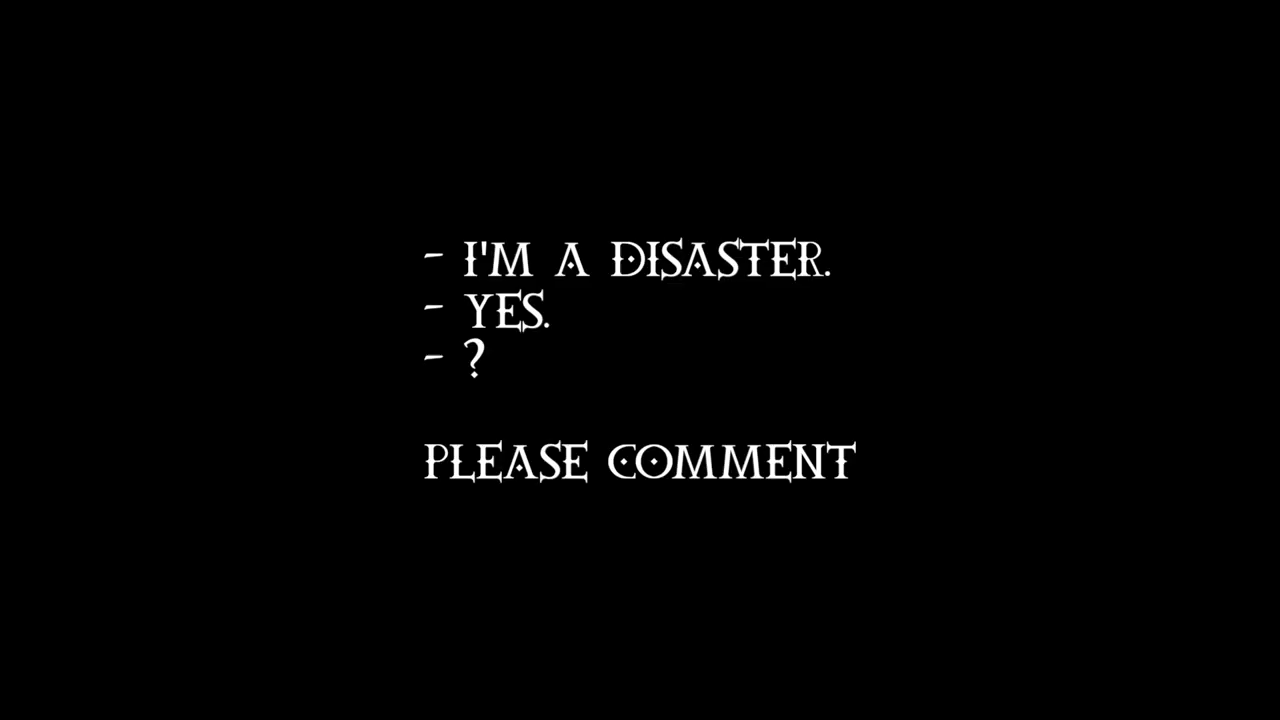 - I'M A DISASTER.
- YES.
- ?
PLEASE COMMENT